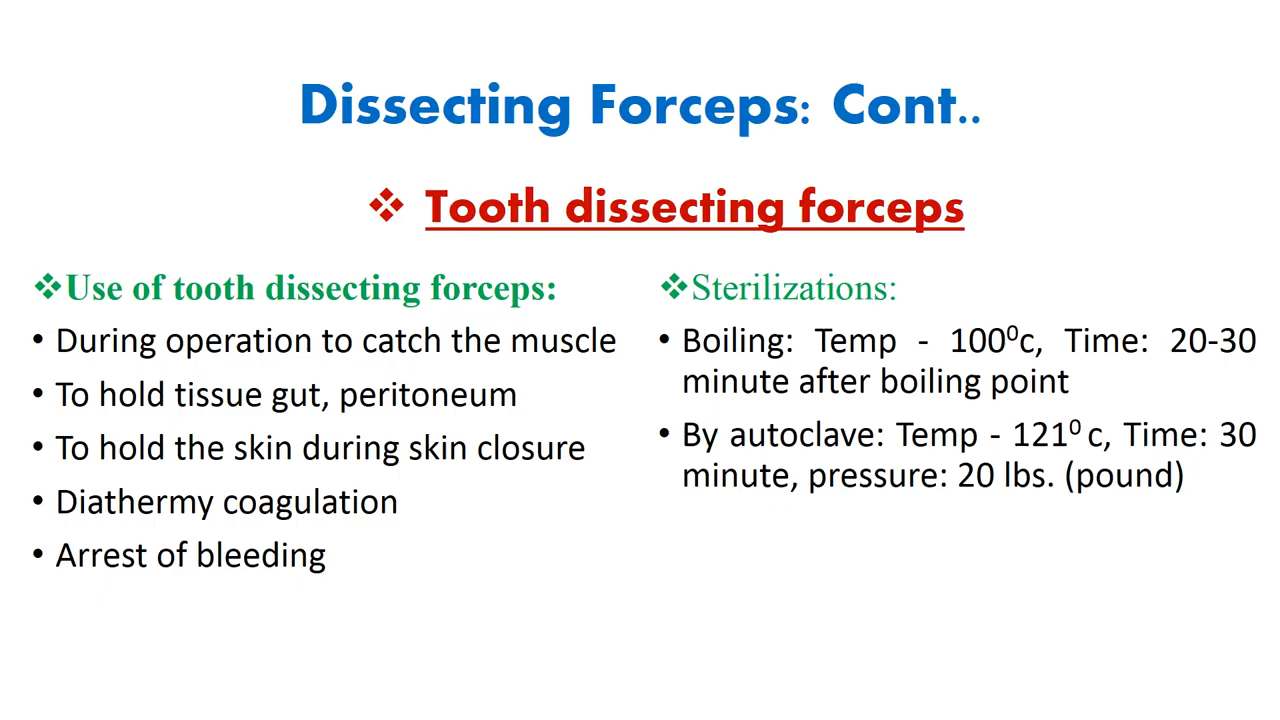 Dissecting Forceps: Cont..
❖ Tooth dissecting forceps
❖Use of tooth dissecting forceps:
• During operation to catch the muscle
• To hold tissue gut, peritoneum
• To hold the skin during skin closure
• Diathermy coagulation
• Arrest of bleeding
❖Sterilizations:
• Boiling: Temp - 100⁰c, Time: 20-30
minute after boiling point
• By autoclave: Temp - 121⁰ c, Time: 30
minute, pressure: 20 lbs. (pound)